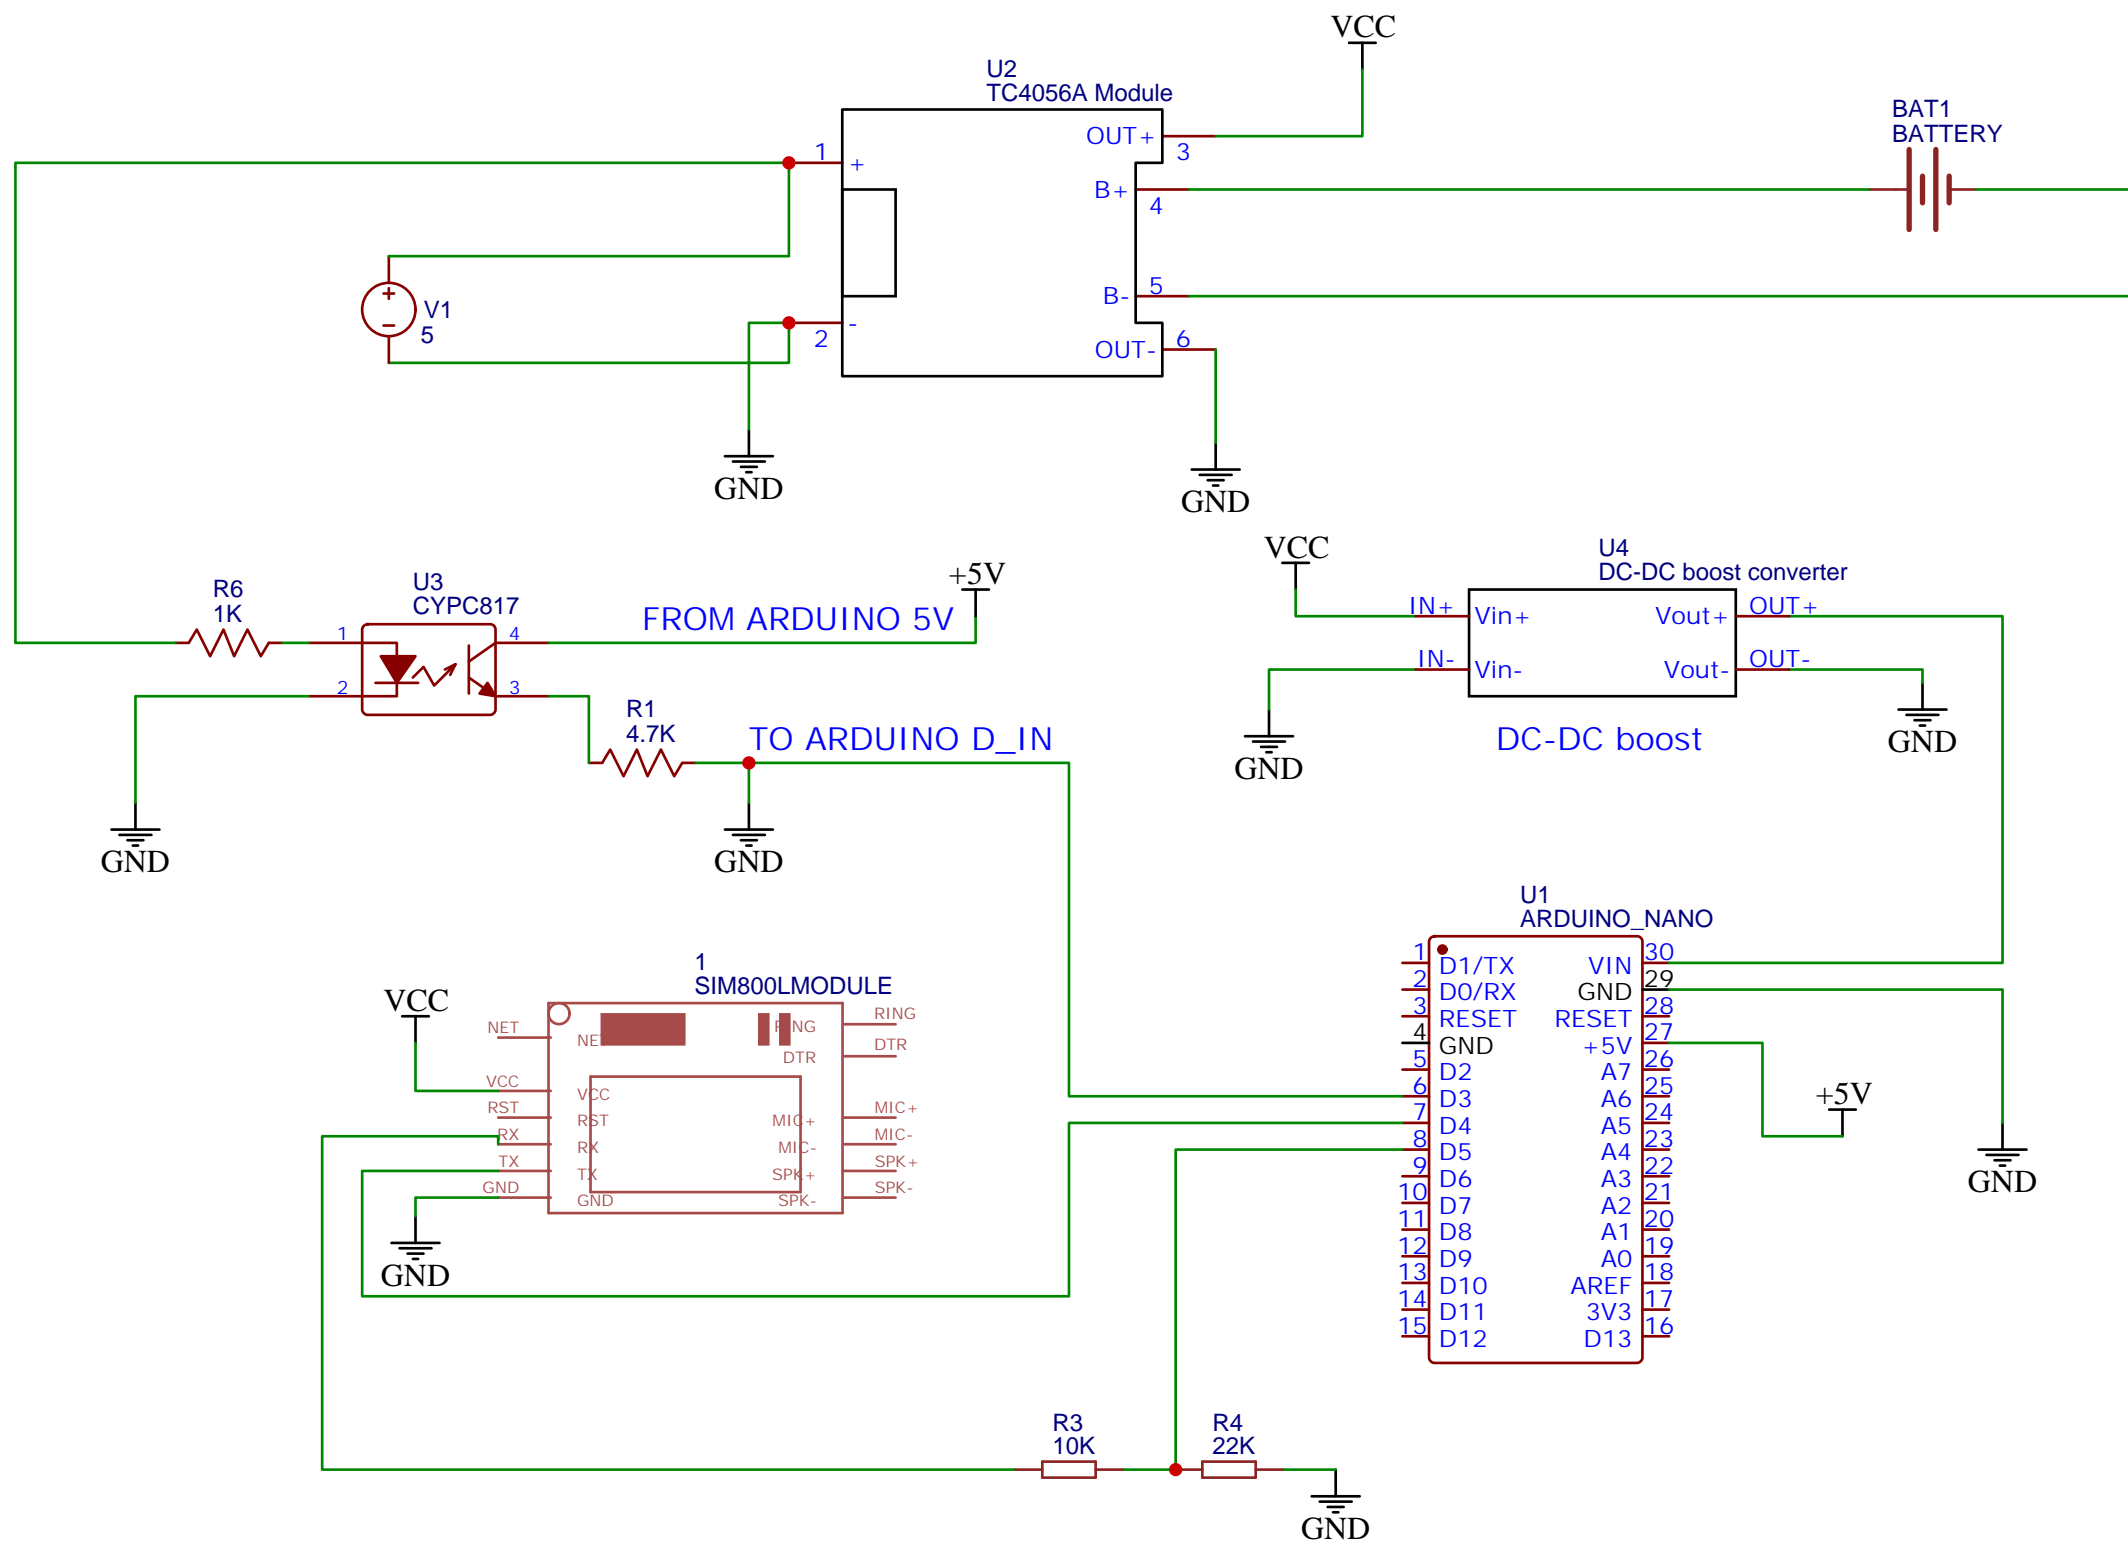 VCC
U2
TC4056A Module
OUT+
3
1
+
B+
4
BAT1
BATTERY
V1
5
2
-
B-
5
OUT-
6
GND
GND
R6
1K
U3
CYPC817
1
4
2
3
FROM ARDUINO 5V
+5V
R1
4.7K
TO ARDUINO D_IN
GND
GND
VCC
U4
DC-DC boost converter
IN+
Vin+
Vout+
OUT+
IN-
Vin-
Vout-
OUT-
DC-DC boost
GND
GND
1
SIM800LMODULE
VCC
NET
VCC
RST
RX
TX
GND
NE
VCC
RST
RX
TX
GND
NG
DTR
MIC+
MIC-
SPK+
SPK-
RING
DTR
MIC+
MIC-
SPK+
SPK-
GND
U1
ARDUINO_NANO
1 D1/TX VIN 30
2 D0/RX GND 29
3 RESET RESET 28
4 GND +5V 27
5 D2 A7 26
6 D3 A6 25
7 D4 A5 24
8 D5 A4 23
9 D6 A3 22
10 D7 A2 21
11 D8 A1 20
12 D9 A0 19
13 D10 AREF 18
14 D11 3V3 17
15 D12 D13 16
+5V
GND
R3
10K
R4
22K
GND